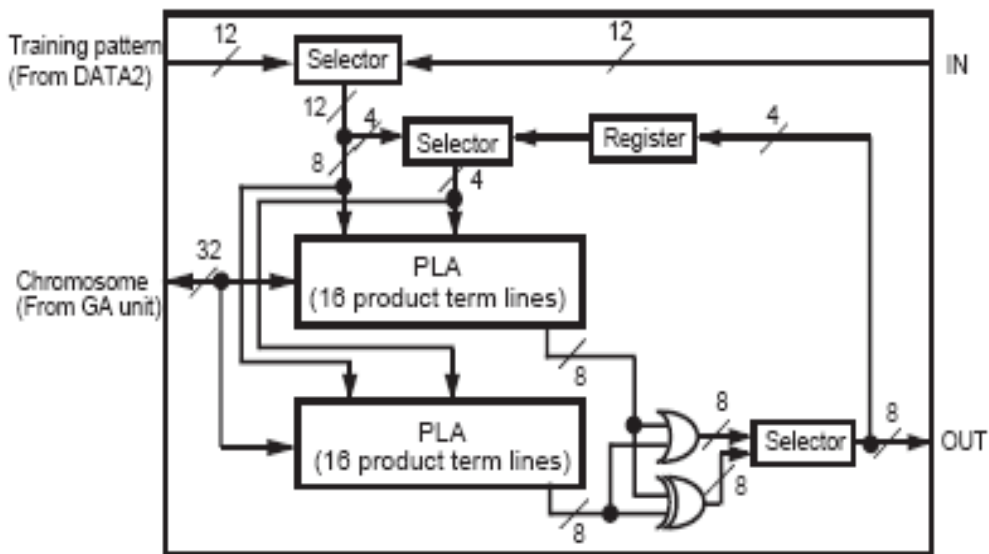 Training pattern
(From DATA2)
12
Selector
12
IN
12
4
Selector
Register
4
8
4
Chromosome
(From GA unit)
32
PLA
(16 product term lines)
8
PLA
(16 product term lines)
8
8
8
Selector
8
OUT